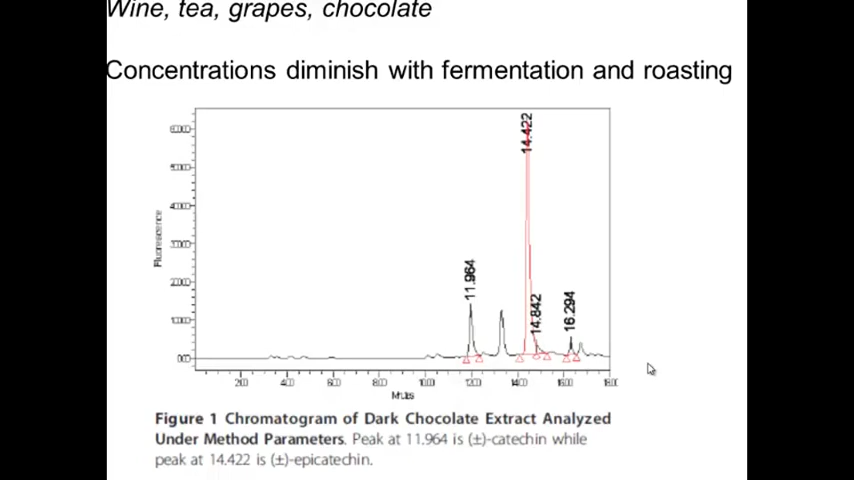 Wine, tea, grapes, chocolate
Concentrations diminish with fermentation and roasting
14.422
11.964
14.842
16.294
Fluorescence
Minutes
Figure 1 Chromatogram of Dark Chocolate Extract Analyzed
Under Method Parameters. Peak at 11.964 is (±)-catechin while
peak at 14.422 is (±)-epicatechin.